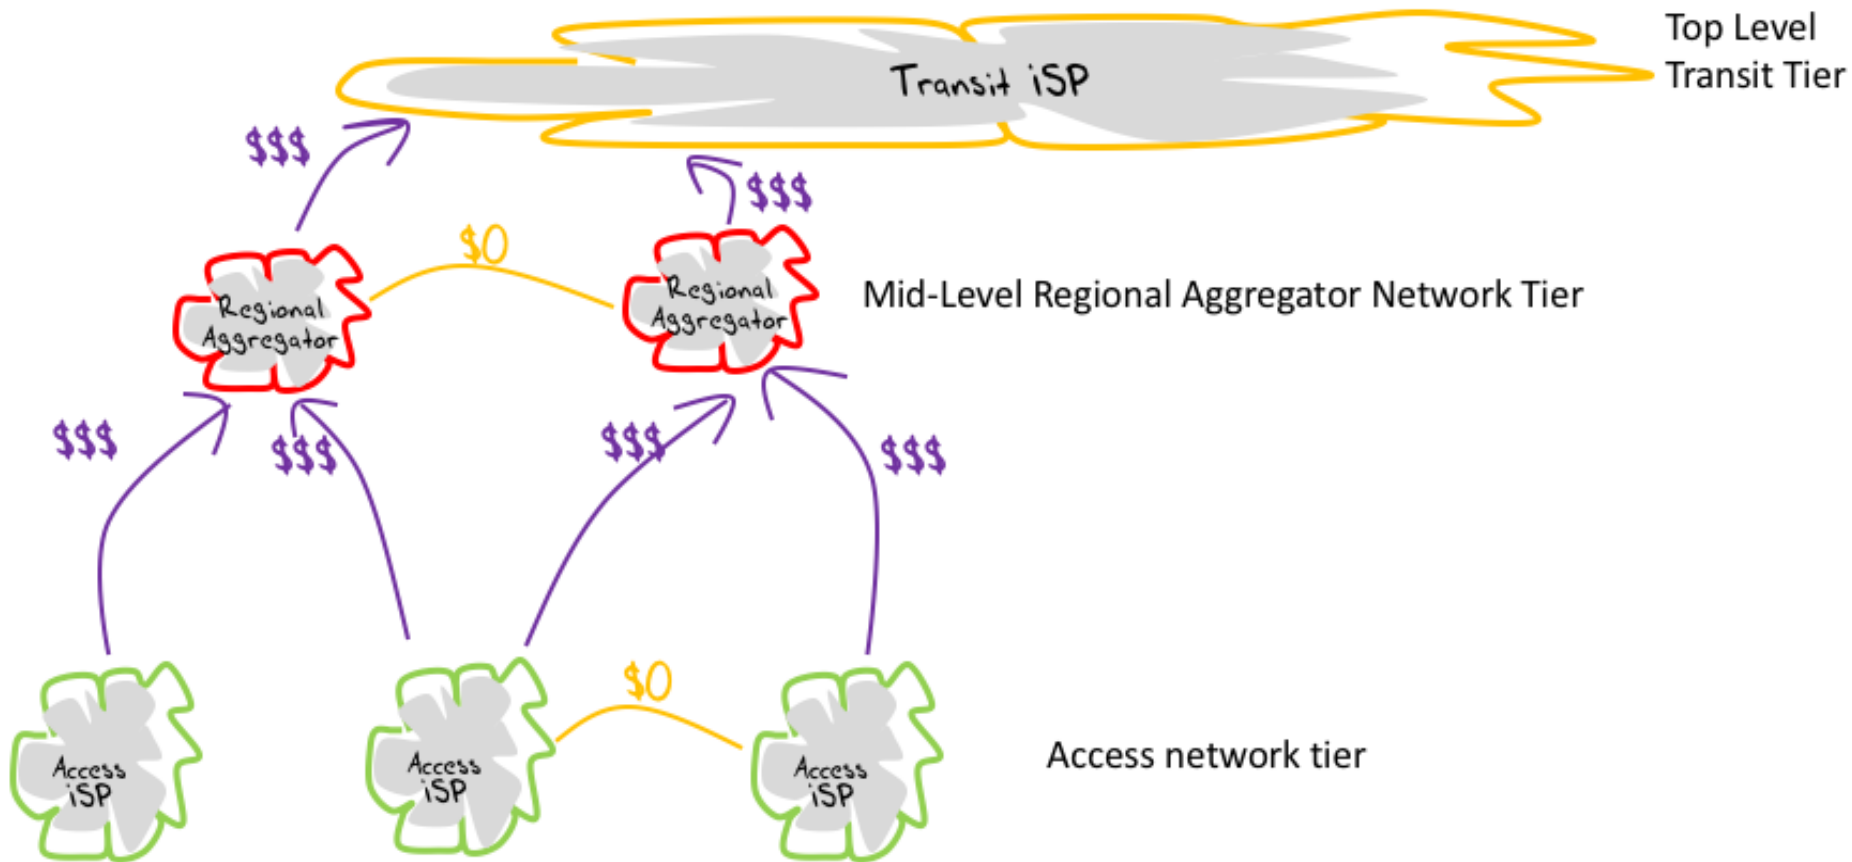 Top Level
Transit Tier
Transit iSP
$$$
$$$
$0
Regional
Aggregator
Regional
Aggregator
Mid-Level Regional Aggregator Network Tier
$$$
$$$
$$$
$$$
$0
Access
iSP
Access
iSP
Access
iSP
Access network tier